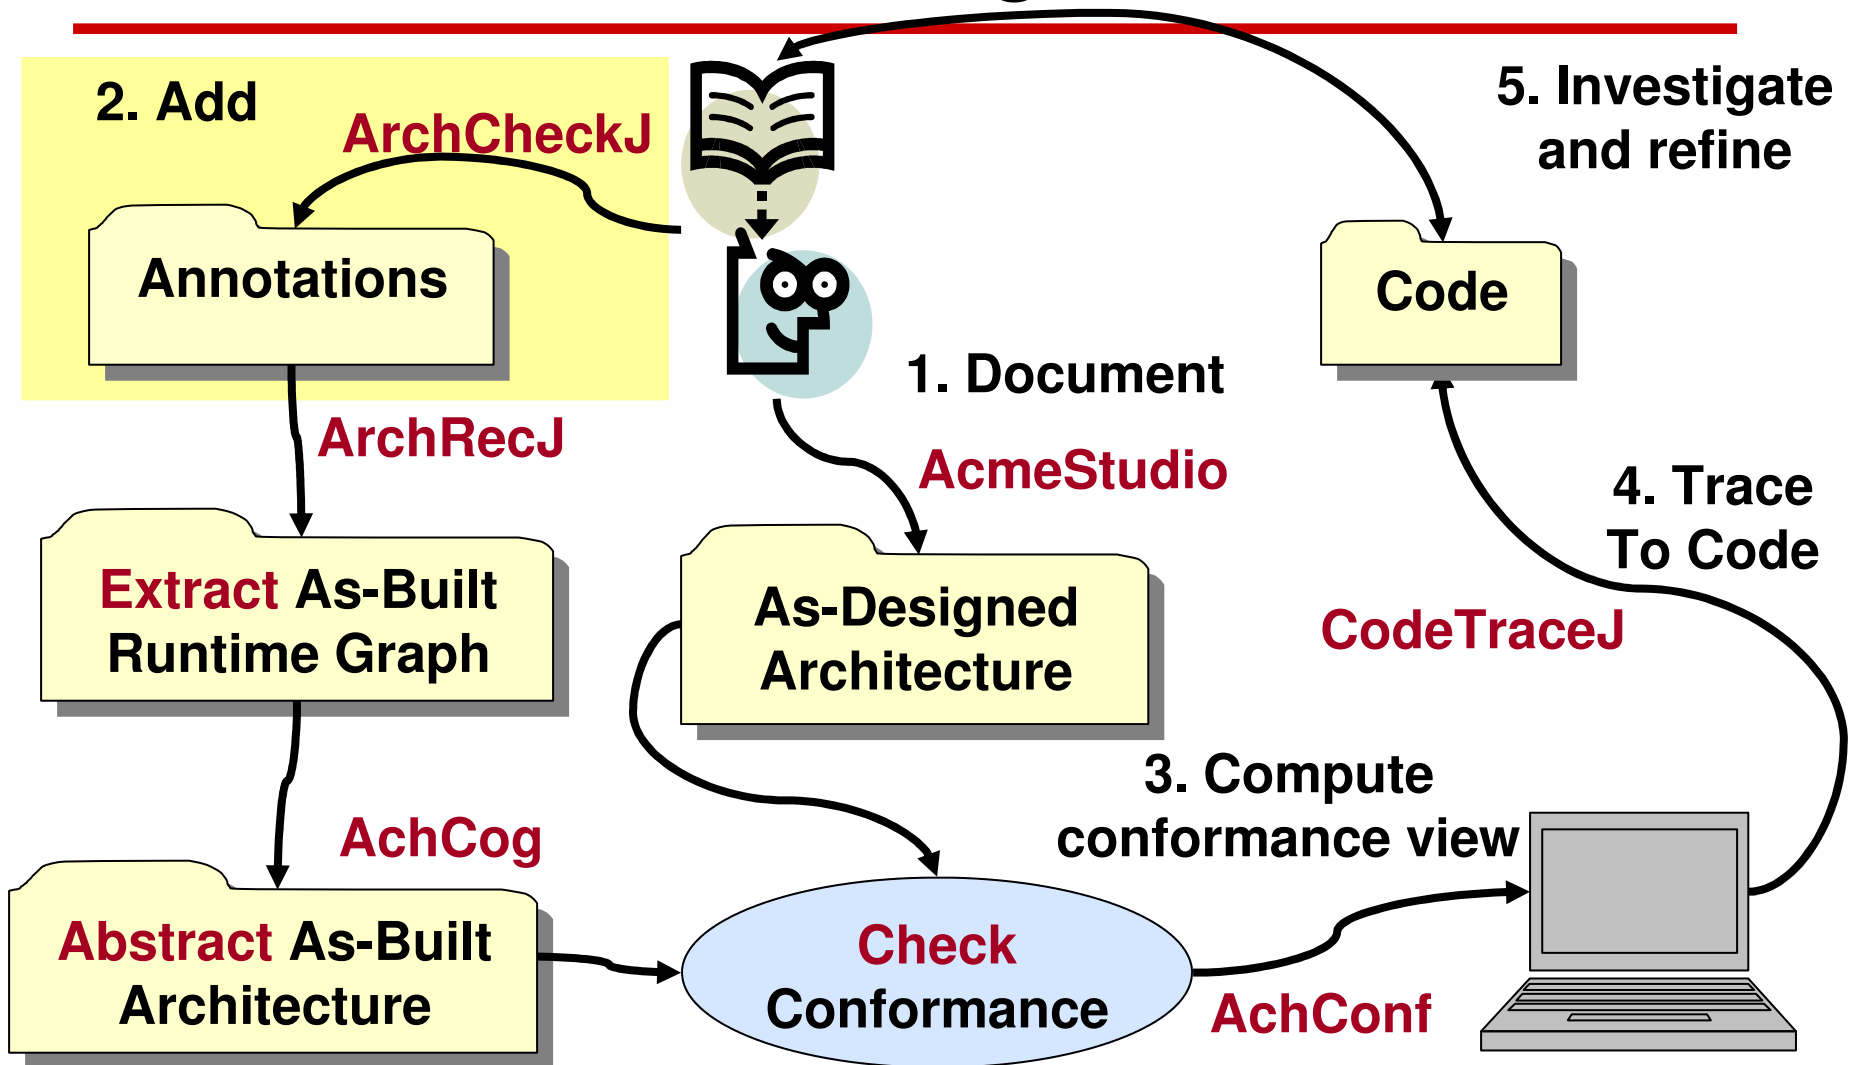 2. Add
ArchCheckJ
Annotations
5. Investigate
and refine
Code
1. Document
ArchRecJ
AcmeStudio
4. Trace
To Code
Extract As-Built
Runtime Graph
As-Designed
Architecture
CodeTraceJ
3. Compute
conformance view
AchCog
Abstract As-Built
Architecture
Check
Conformance
AchConf